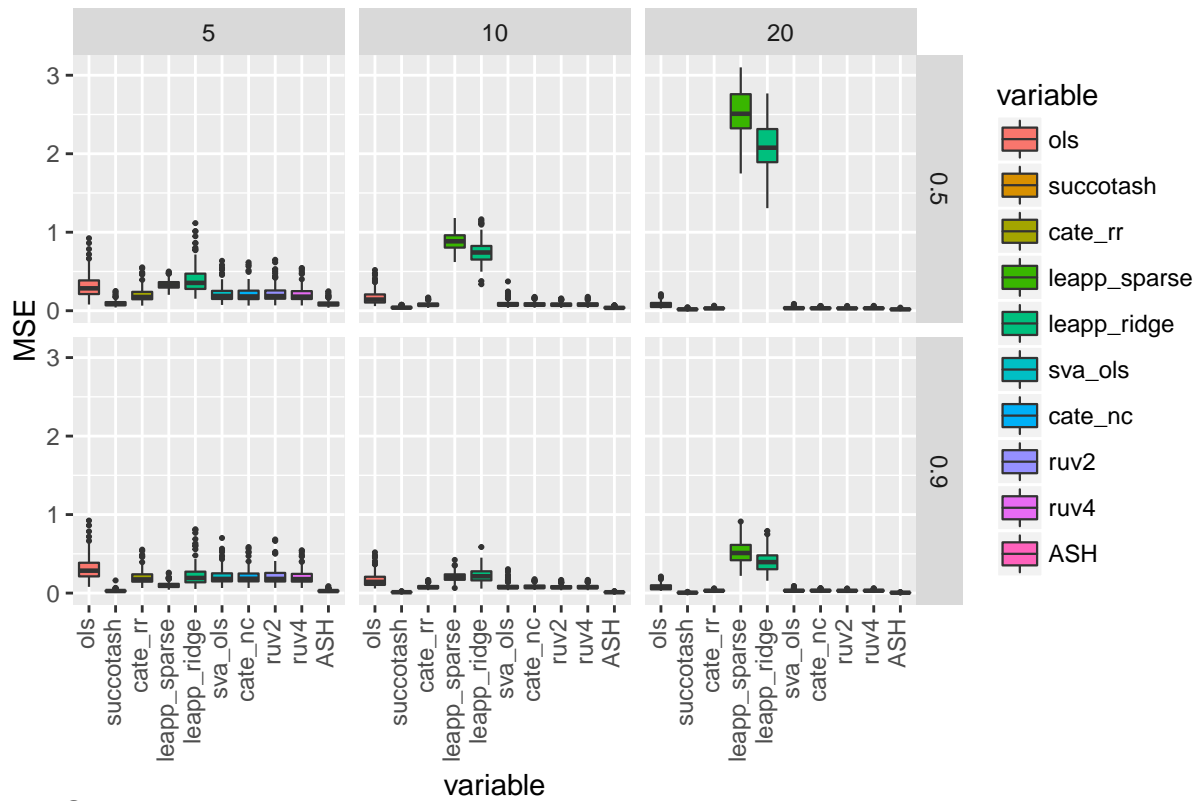 5
10
20
3
2
1
0
0.5
MSE
3
2
1
0
0.9
ols
succotash
cate_rr
leapp_sparse
leapp_ridge
sva_ols
cate_nc
ruv2
ruv4
ASH
ols
succotash
cate_rr
leapp_sparse
leapp_ridge
sva_ols
cate_nc
ruv2
ruv4
ASH
ols
succotash
cate_rr
leapp_sparse
leapp_ridge
sva_ols
cate_nc
ruv2
ruv4
ASH
variable
variable
ols
succotash
cate_rr
leapp_sparse
leapp_ridge
sva_ols
cate_nc
ruv2
ruv4
ASH